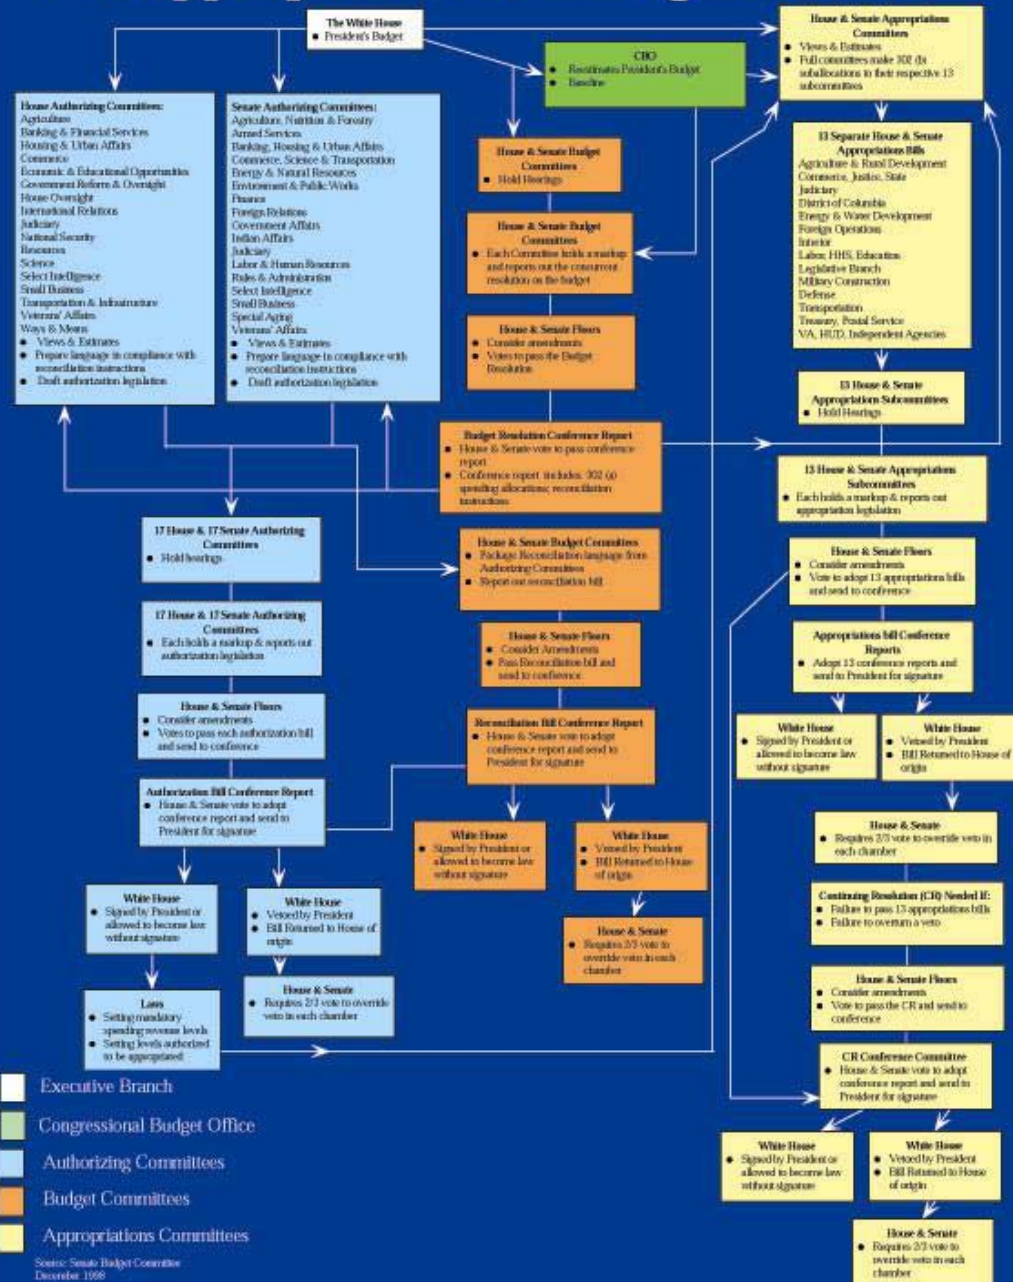 The White House
• President's Budget
CBO
• Reestimates President's Budget
• Baseline
House & Senate Appropriations
Committees
• Views & Estimates
• Full committees make 302 (b)
suballocations to their respective 13
subcommittees
House Authorizing Committees:
Agriculture
Banking & Financial Services
Housing & Urban Affairs
Commerce
Economic & Educational Opportunities
Government Reform & Oversight
House Oversight
International Relations
Judiciary
National Security
Resources
Science
Select Intelligence
Small Business
Transportation & Infrastructure
Veterans' Affairs
Ways & Means
• Views & Estimates
• Prepare language in compliance with
reconciliation instructions
• Draft authorization legislation
Senate Authorizing Committees:
Agriculture, Nutrition & Forestry
Armed Services
Banking, Housing & Urban Affairs
Commerce, Science & Transportation
Energy & Natural Resources
Environment & Public Works
Finance
Foreign Relations
Government Affairs
Indian Affairs
Judiciary
Labor & Human Resources
Rules & Administration
Select Intelligence
Small Business
Special Aging
Veterans' Affairs
• Views & Estimates
• Prepare language in compliance with
reconciliation instructions
• Draft authorization legislation
House & Senate Budget
Committees
• Hold Hearings
House & Senate Budget
Committees
• Each Committee holds a markup
and reports out the concurrent
resolution on the budget
House & Senate Floors
• Consider amendments
• Votes to pass the Budget
Resolution
Budget Resolution Conference Report
• House & Senate vote to pass conference
report
• Conference report includes: 302 (a)
spending allocations; reconciliation
instructions
House & Senate Budget Committees
• Package Reconciliation language from
Authorizing Committees
• Report out reconciliation bill
House & Senate Floors
• Consider Amendments
• Pass Reconciliation bill and
send to conference
Reconciliation Bill Conference Report
• House & Senate vote to adopt
conference report and send to
President for signature
White House
• Signed by President or
allowed to become law
without signature
White House
• Vetoed by President
• Bill Returned to House
of origin
House & Senate
• Requires 2/3 vote to
override veto in each
chamber
13 Separate House & Senate
Appropriations Bills
Agriculture & Rural Development
Commerce, Justice, State
Judiciary
District of Columbia
Energy & Water Development
Foreign Operations
Interior
Labor, HHS, Education
Legislative Branch
Military Construction
Defense
Transportation
Treasury, Postal Service
VA, HUD, Independent Agencies
13 House & Senate
Appropriations Subcommittees
• Hold Hearings
13 House & Senate Appropriations
Subcommittees
• Each holds a markup & reports out
appropriation legislation
House & Senate Floors
• Consider amendments
• Vote to adopt 13 appropriations bills
and send to conference
Appropriations bill Conference
Reports
• Adopt 13 conference reports and
send to President for signature
White House
• Signed by President or
allowed to become law
without signature
White House
• Vetoed by President
• Bill Returned to House of
origin
House & Senate
• Requires 2/3 vote to override veto in
each chamber
Continuing Resolution (CR) Needed If:
• Failure to pass 13 appropriations bills
• Failure to overturn a veto
House & Senate Floors
• Consider amendments
• Vote to pass the CR and send to
conference
CR Conference Committee
• House & Senate vote to adopt
conference report and send to
President for signature
White House
• Signed by President or
allowed to become law
without signature
White House
• Vetoed by President
• Bill Returned to House
of origin
House & Senate
• Requires 2/3 vote to
override veto in each
chamber
17 House & 17 Senate Authorizing
Committees
• Hold hearings
17 House & 17 Senate Authorizing
Committees
• Each holds a markup & reports out
authorization legislation
House & Senate Floors
• Consider amendments
• Votes to pass each authorization bill
and send to conference
Authorization Bill Conference Report
• House & Senate vote to adopt
conference report and send to
President for signature
White House
• Signed by President or
allowed to become law
without signature
White House
• Vetoed by President
• Bill Returned to House of
origin
Laws
• Setting mandatory
spending revenue levels
• Setting levels authorized
to be appropriated
House & Senate
• Requires 2/3 vote to override
veto in each chamber
Executive Branch
Congressional Budget Office
Authorizing Committees
Budget Committees
Appropriations Committees
Source: Senate Budget Committee
December 1998